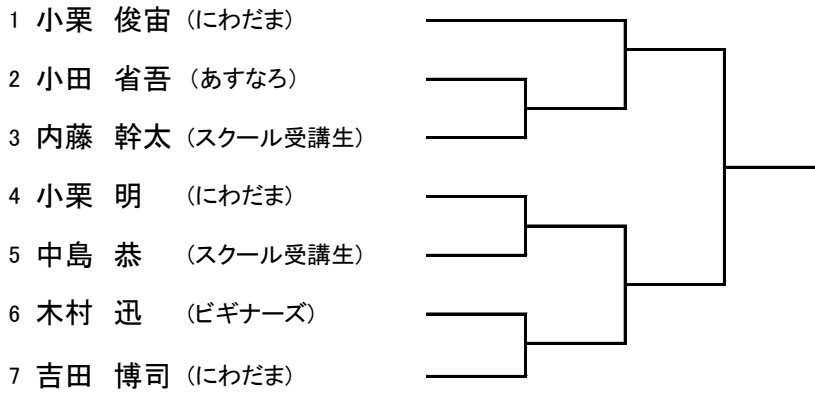 1 小栗 俊宙 (にわだま)
2 小田 省吾 (あすなろ)
3 内藤 幹太 (スクール受講生)
4 小栗 明 (にわだま)
5 中島 恭 (スクール受講生)
6 木村 迅 (ビギナーズ)
7 吉田 博司 (にわだま)